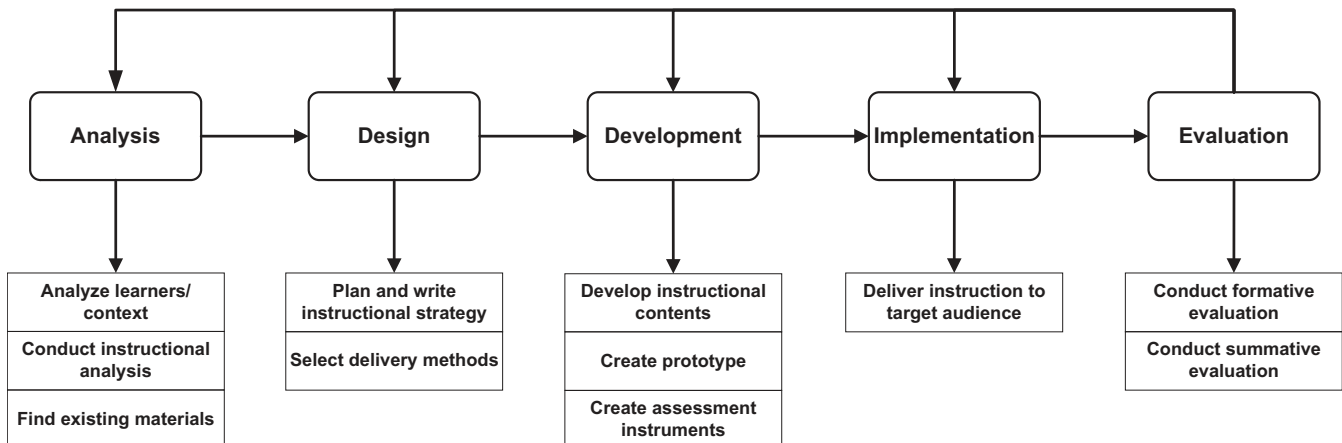 Analysis
Design
Development
Implementation
Evaluation
Analyze learners/
context
Conduct instructional
analysis
Find existing materials
Plan and write
instructional strategy
Select delivery methods
Develop instructional
contents
Create prototype
Create assessment
instruments
Deliver instruction to
target audience
Conduct formative
evaluation
Conduct summative
evaluation